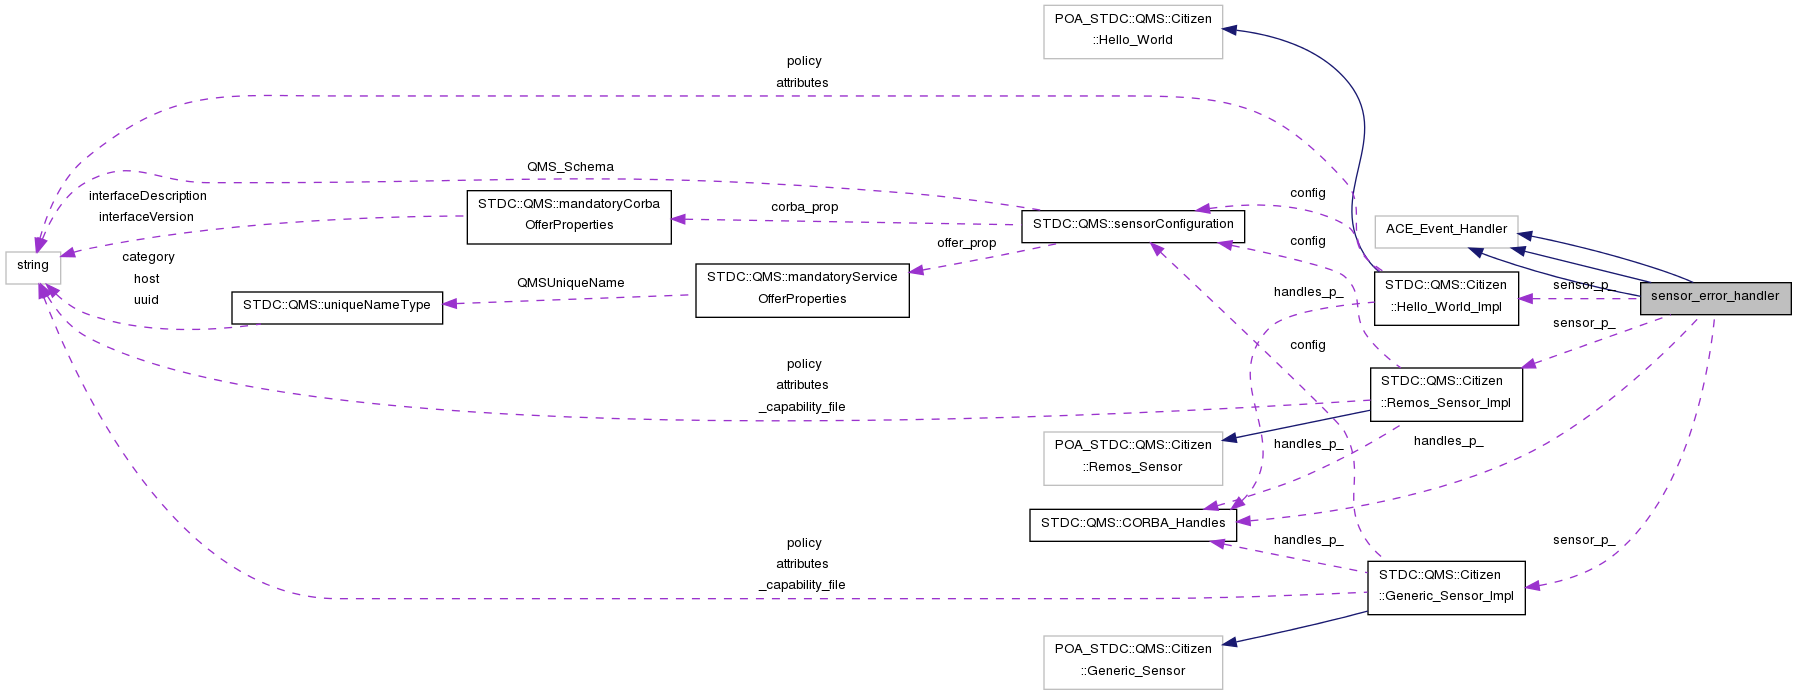 POA_STDC::QMS::Citizen
::Hello_World
policy
attributes
QMS_Schema
interfaceDescription
interfaceVersion
STDC::QMS::mandatoryCorba
OfferProperties
corba_prop
config
STDC::QMS::sensorConfiguration
ACE_Event_Handler
offer_prop
config
string
category
host
uuid
STDC::QMS::uniqueNameType
QMSUniqueName
STDC::QMS::mandatoryService
OfferProperties
handles_p_
STDC::QMS::Citizen
::Hello_World_Impl
sensor_p_
sensor_error_handler
sensor_p_
config
policy
attributes
_capability_file
STDC::QMS::Citizen
::Remos_Sensor_Impl
POA_STDC::QMS::Citizen
::Remos_Sensor
handles_p_
handles_p_
STDC::QMS::CORBA_Handles
handles_p_
sensor_p_
policy
attributes
_capability_file
STDC::QMS::Citizen
::Generic_Sensor_Impl
POA_STDC::QMS::Citizen
::Generic_Sensor